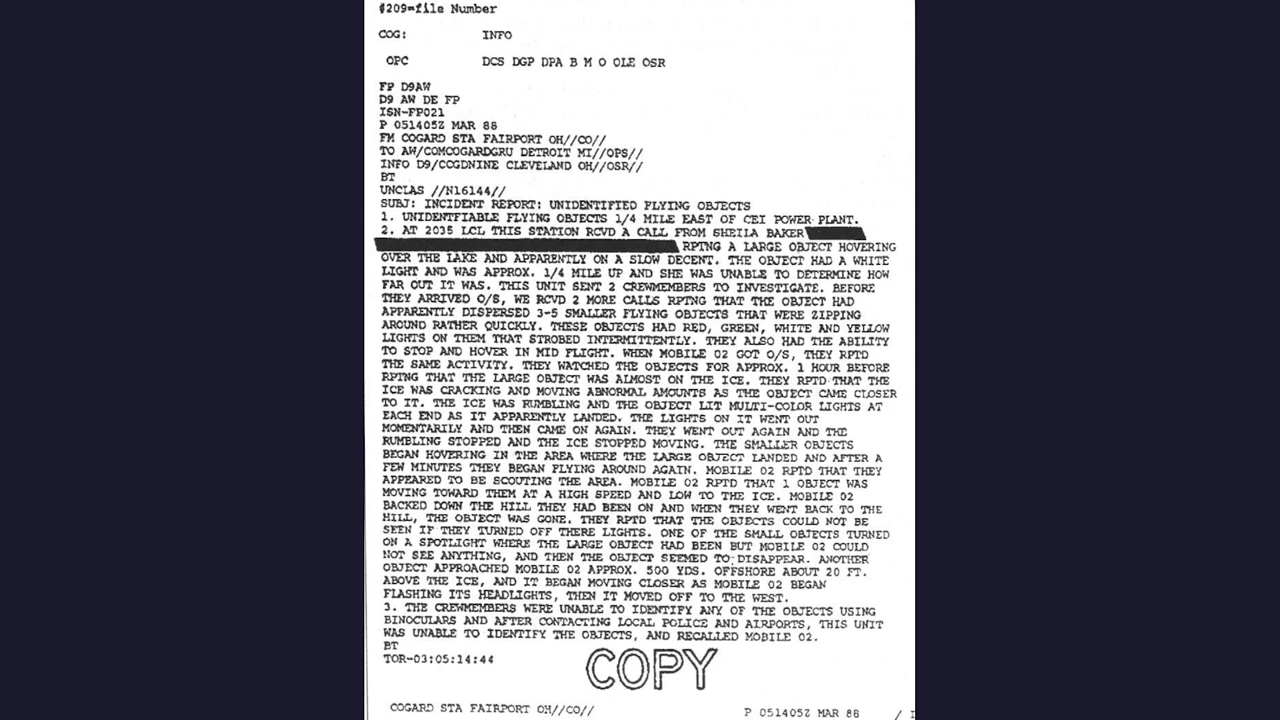 #209=file Number
COG: INFO
OPC DCS DGP DPA B M O OLE OSR
FP D9AW
D9 AW DE FP
ISN-FP021
P 051405Z MAR 88
FM COGARD STA FAIRPORT OH//CO//
TO AW/COMCOGARDGRU DETROIT MI//OPS//
INFO D9/CCGDNINE CLEVELAND OH//OSR//
BT
UNCLAS //N16144//
SUBJ: INCIDENT REPORT: UNIDENTIFIED FLYING OBJECTS
1. UNIDENTFIABLE FLYING OBJECTS 1/4 MILE EAST OF CEI POWER PLANT.
2. AT 2035 LCL THIS STATION RCVD A CALL FROM SHEILA BAKER
RPTNG A LARGE OBJECT HOVERING
OVER THE LAKE AND APPARENTLY ON A SLOW DECENT. THE OBJECT HAD A WHITE
LIGHT AND WAS APPROX. 1/4 MILE UP AND SHE WAS UNABLE TO DETERMINE HOW
FAR OUT IT WAS. THIS UNIT SENT 2 CREWMEMBERS TO INVESTIGATE. BEFORE
THEY ARRIVED O/S, WE RCVD 2 MORE CALLS RPTNG THAT THE OBJECT HAD
APPARENTLY DISPERSED 3-5 SMALLER FLYING OBJECTS THAT WERE ZIPPING
AROUND RATHER QUICKLY. THESE OBJECTS HAD RED, GREEN, WHITE AND YELLOW
LIGHTS ON THEM THAT STROBED INTERMITTENTLY. THEY ALSO HAD THE ABILITY
TO STOP AND HOVER IN MID FLIGHT. WHEN MOBILE 02 GOT O/S, THEY RPTD
THE SAME ACTIVITY. THEY WATCHED THE OBJECTS FOR APPROX. 1 HOUR BEFORE
RPTNG THAT THE LARGE OBJECT WAS ALMOST ON THE ICE. THEY RPTD THAT THE
ICE WAS CRACKING AND MOVING ABNORMAL AMOUNTS AS THE OBJECT CAME CLOSER
TO IT. THE ICE WAS RUMBLING AND THE OBJECT LIT MULTI-COLOR LIGHTS AT
EACH END AS IT APPARENTLY LANDED. THE LIGHTS ON IT WENT OUT
MOMENTARILY AND THEN CAME ON AGAIN. THEY WENT OUT AGAIN AND THE
RUMBLING STOPPED AND THE ICE STOPPED MOVING. THE SMALLER OBJECTS
BEGAN HOVERING IN THE AREA WHERE THE LARGE OBJECT LANDED AND AFTER A
FEW MINUTES THEY BEGAN FLYING AROUND AGAIN. MOBILE 02 RPTD THAT THEY
APPEARED TO BE SCOUTING THE AREA. MOBILE 02 RPTD THAT 1 OBJECT WAS
MOVING TOWARD THEM AT A HIGH SPEED AND LOW TO THE ICE. MOBILE 02
BACKED DOWN THE HILL THEY HAD BEEN ON AND WHEN THEY WENT BACK TO THE
HILL, THE OBJECT WAS GONE. THEY RPTD THAT THE OBJECTS COULD NOT BE
SEEN IF THEY TURNED OFF THERE LIGHTS. ONE OF THE SMALL OBJECTS TURNED
ON A SPOTLIGHT WHERE THE LARGE OBJECT HAD BEEN BUT MOBILE 02 COULD
NOT SEE ANYTHING, AND THEN THE OBJECT SEEMED TO DISAPPEAR. ANOTHER
OBJECT APPROACHED MOBILE 02 APPROX. 500 YDS. OFFSHORE ABOUT 20 FT.
ABOVE THE ICE, AND IT BEGAN MOVING CLOSER AS MOBILE 02 BEGAN
FLASHING ITS HEADLIGHTS, THEN IT MOVED OFF TO THE WEST.
3. THE CREWMEMBERS WERE UNABLE TO IDENTIFY ANY OF THE OBJECTS USING
BINOCULARS AND AFTER CONTACTING LOCAL POLICE AND AIRPORTS, THIS UNIT
WAS UNABLE TO IDENTIFY THE OBJECTS, AND RECALLED MOBILE 02.
BT
TOR-03:05:14:44
COPY
COGARD STA FAIRPORT OH//CO// P 051405Z MAR 88 /